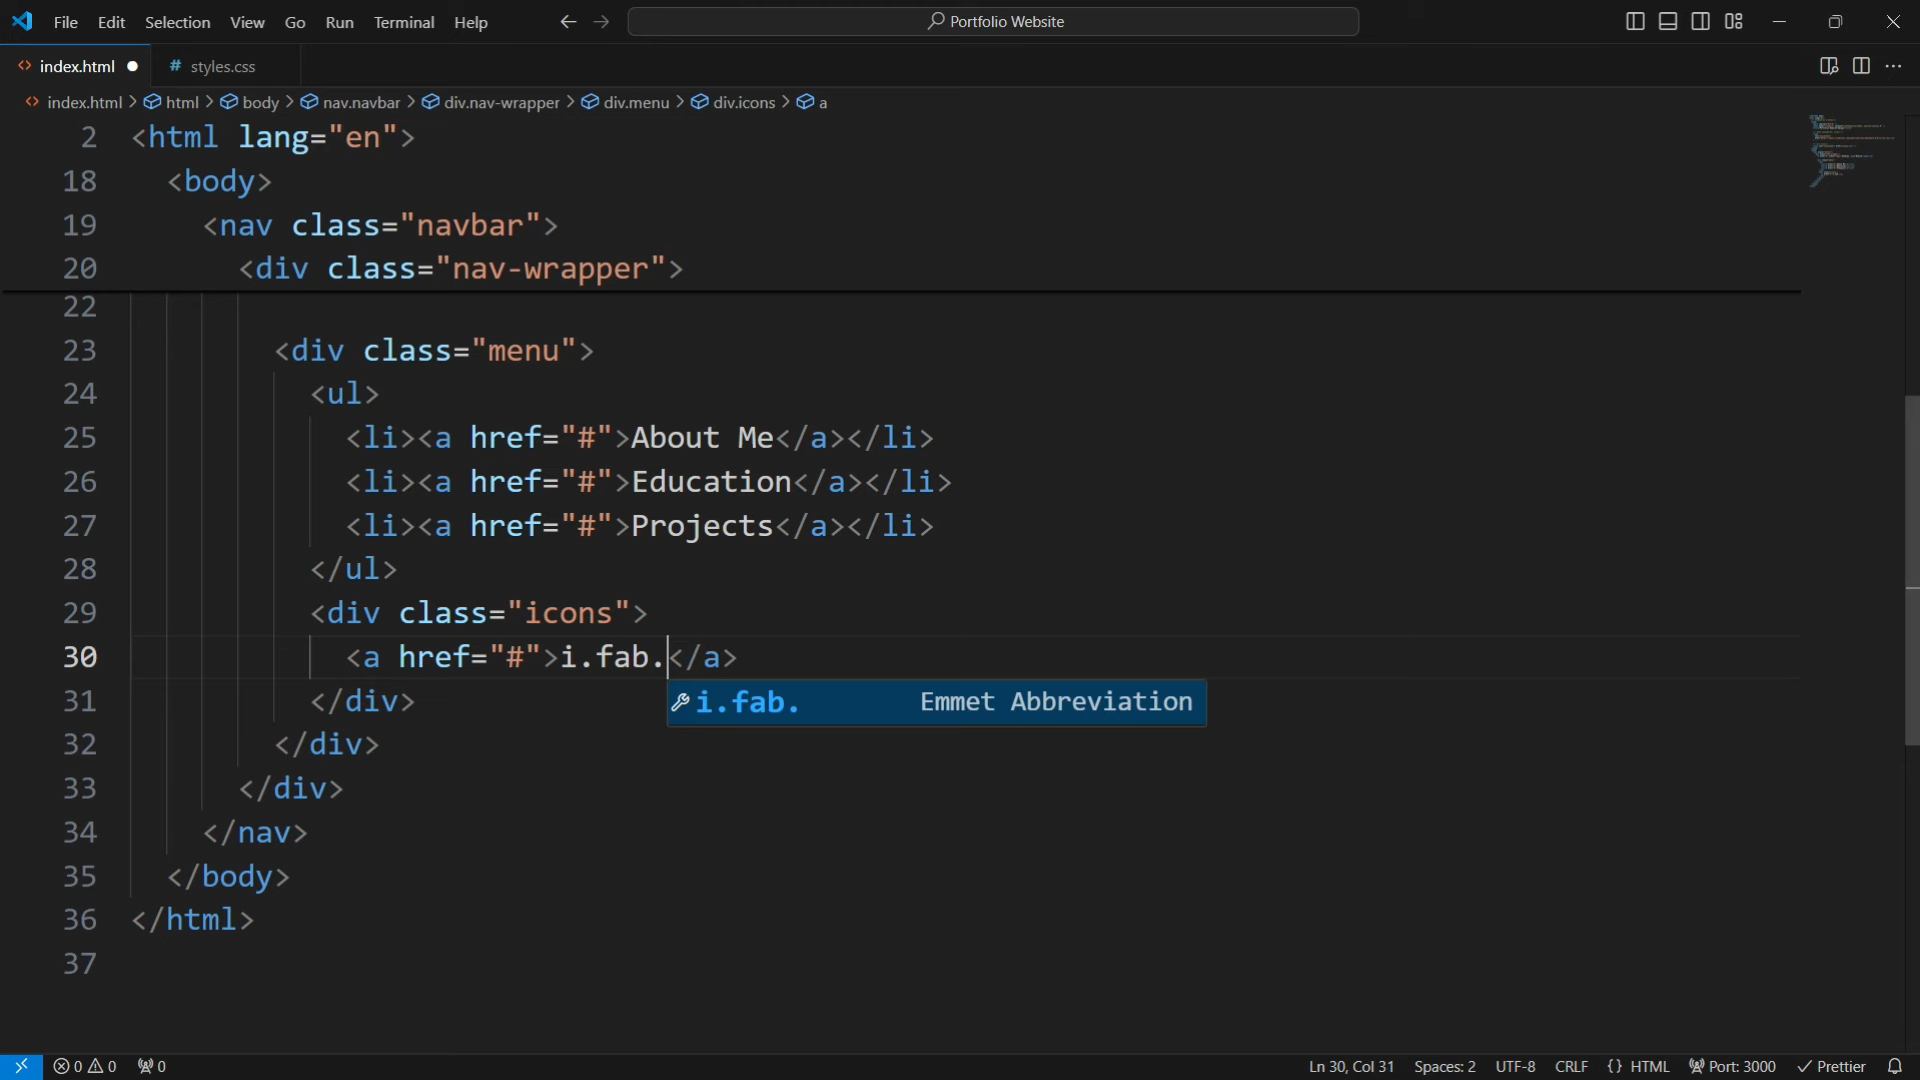 File Edit Selection View Go Run Terminal Help Portfolio Website
index.html styles.css
index.html html body nav.navbar div.nav-wrapper div.menu div.icons a
2 <html lang="en">
18 <body>
19 <nav class="navbar">
20 <div class="nav-wrapper">
22
23 <div class="menu">
24 <ul>
25 <li><a href="#">About Me</a></li>
26 <li><a href="#">Education</a></li>
27 <li><a href="#">Projects</a></li>
28 </ul>
29 <div class="icons">
30 <a href="#">i.fab.</a>
31 </div>
i.fab. Emmet Abbreviation
32 </div>
33 </div>
34 </nav>
35 </body>
36 </html>
37
0 0 0 Ln 30, Col 31 Spaces: 2 UTF-8 CRLF {} HTML Port: 3000 Prettier